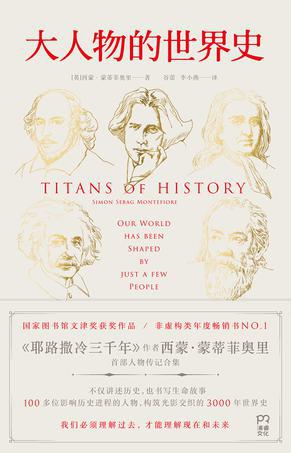 大人物的世界史
[英]西蒙·蒙蒂菲奥里——著 谷蕾 李小燕——译
TITANS OF HISTORY
SIMON SEBAG MONTEFIORE
OUR WORLD
HAS BEEN
SHAPED
BY
JUST A FEW
PEOPLE
国家图书馆文津奖获奖作品 / 非虚构类年度畅销书NO.1
《耶路撒冷三千年》作者西蒙·蒙蒂菲奥里
首部人物传记合集
不仅讲述历史，也书写生命故事
100多位影响历史进程的人物，构筑光影交织的3000年世界史
我们必须理解过去，才能理解现在和未来
浦睿文化